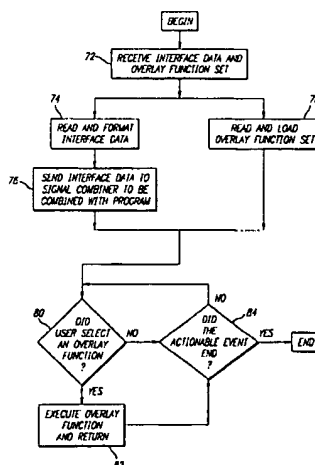 BEGIN
72
RECEIVE INTERFACE DATA AND
OVERLAY FUNCTION SET
74
READ AND FORMAT
INTERFACE DATA
READ AND LOAD
OVERLAY FUNCTION SET
76
SEND INTERFACE DATA TO
SIGNAL COMBINER TO BE
COMBINED WITH PROGRAM
80
DID
USER SELECT
AN OVERLAY
FUNCTION
?
NO
YES
84
DID
THE
ACTIONABLE EVENT
END
?
NO
YES
END
EXECUTE OVERLAY
FUNCTION
AND RETURN